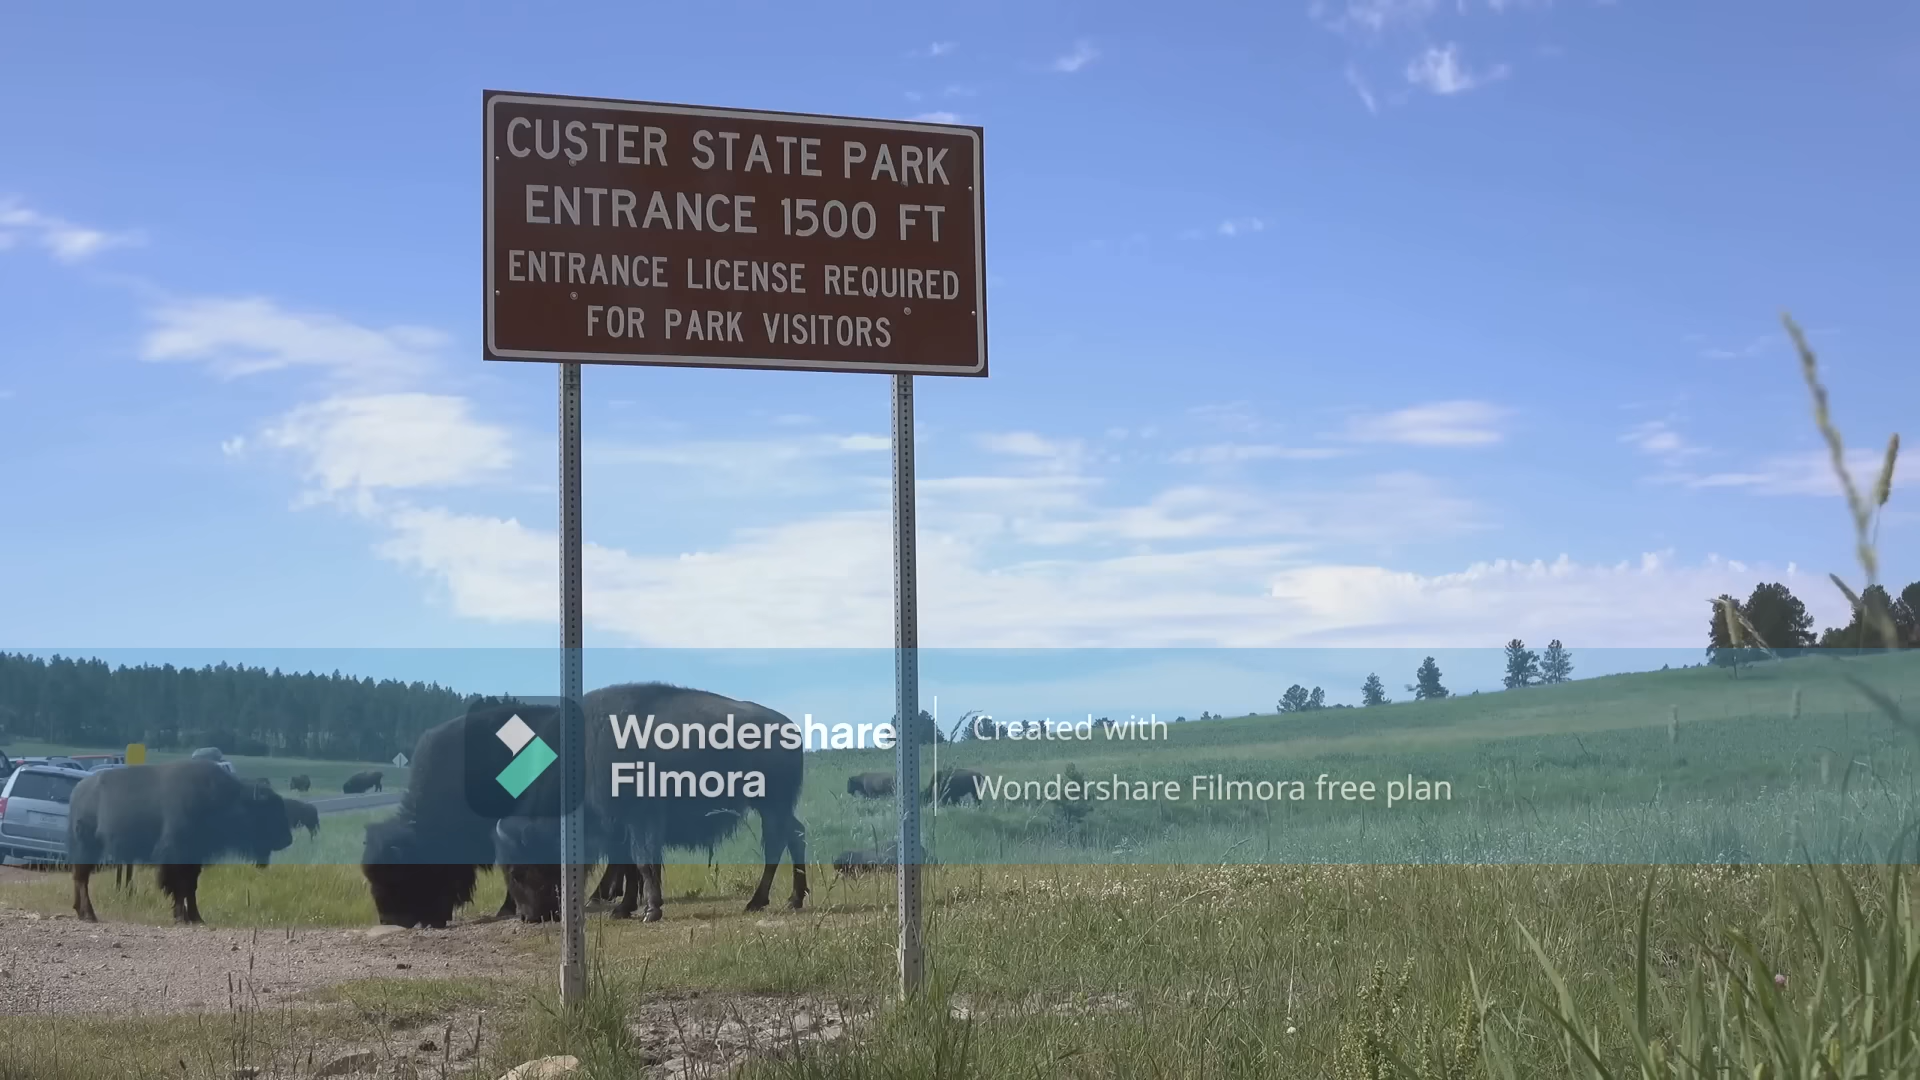 CUSTER STATE PARK
ENTRANCE 1500 FT
ENTRANCE LICENSE REQUIRED
FOR PARK VISITORS
Wondershare
Filmora
Created with
Wondershare Filmora free plan